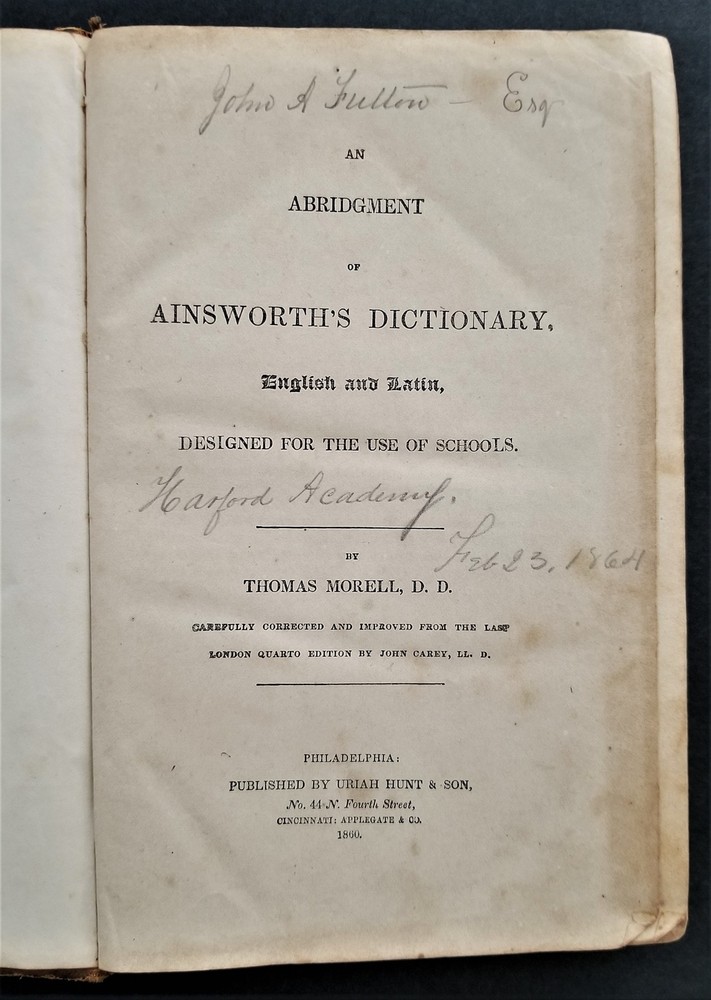 John A Fulton — Esq
AN
ABRIDGMENT
OF
AINSWORTH'S DICTIONARY,
English and Latin,
DESIGNED FOR THE USE OF SCHOOLS.
Harford Academy.
Feb 23, 1864
BY
THOMAS MORELL, D. D.
CAREFULLY CORRECTED AND IMPROVED FROM THE LAST
LONDON QUARTO EDITION BY JOHN CAREY, LL. D.
PHILADELPHIA:
PUBLISHED BY URIAH HUNT & SON,
No. 44 N. Fourth Street,
CINCINNATI: APPLEGATE & CO.
1860.